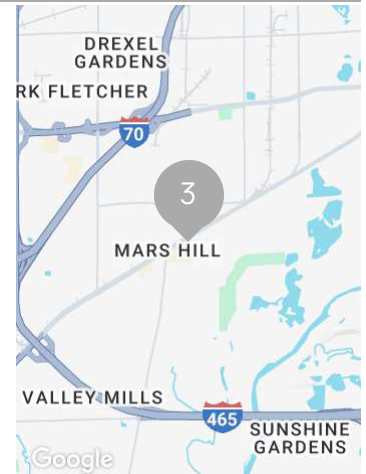 DREXEL
GARDENS
RK FLETCHER
70
3
MARS HILL
VALLEY MILLS
465
SUNSHINE
GARDENS
Google